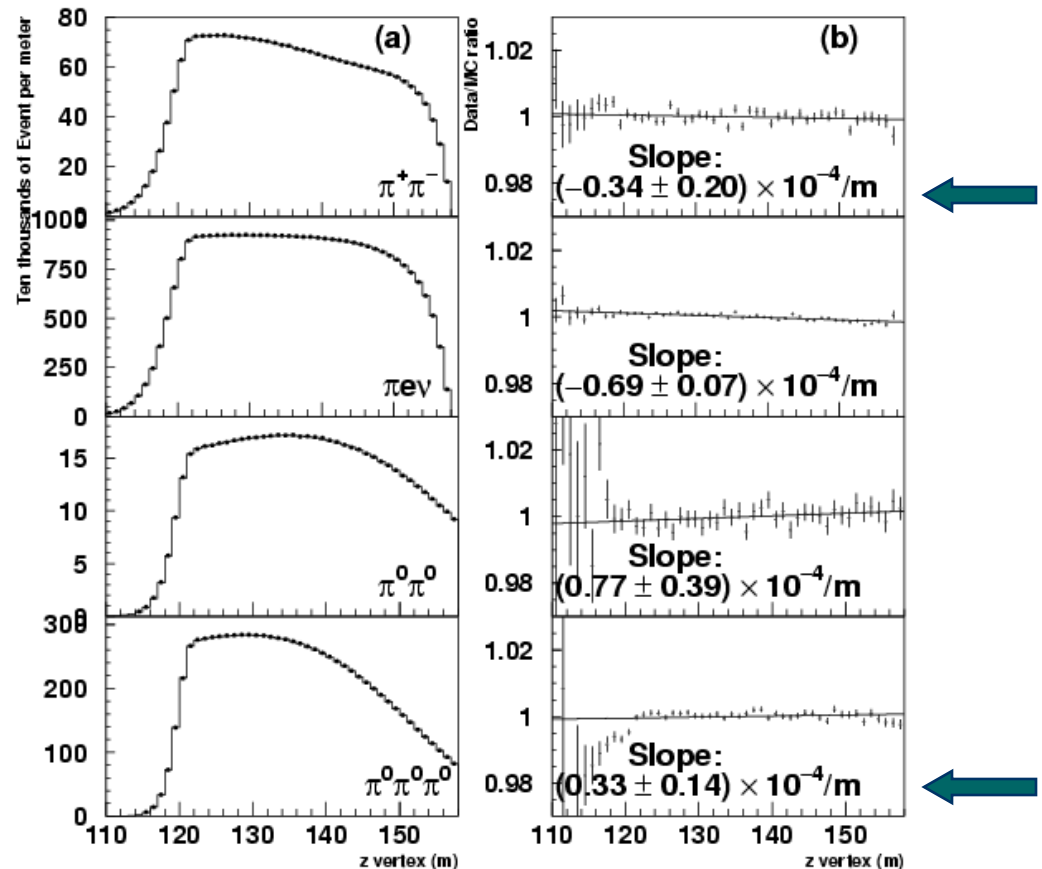 Ten thousands of Event per meter
80
60
40
20
0
(a)
π⁺π⁻
1000
750
500
250
0
πeν
15
10
5
0
π⁰π⁰
300
200
100
0
π⁰π⁰π⁰
110 120 130 140 150
z vertex (m)
Data/MC ratio
(b)
1.02
1
0.98
Slope:
(−0.34 ± 0.20) × 10⁻⁴/m
1.02
1
0.98
Slope:
(−0.69 ± 0.07) × 10⁻⁴/m
1.02
1
0.98
Slope:
(0.77 ± 0.39) × 10⁻⁴/m
1.02
1
0.98
Slope:
(0.33 ± 0.14) × 10⁻⁴/m
110 120 130 140 150
z vertex (m)